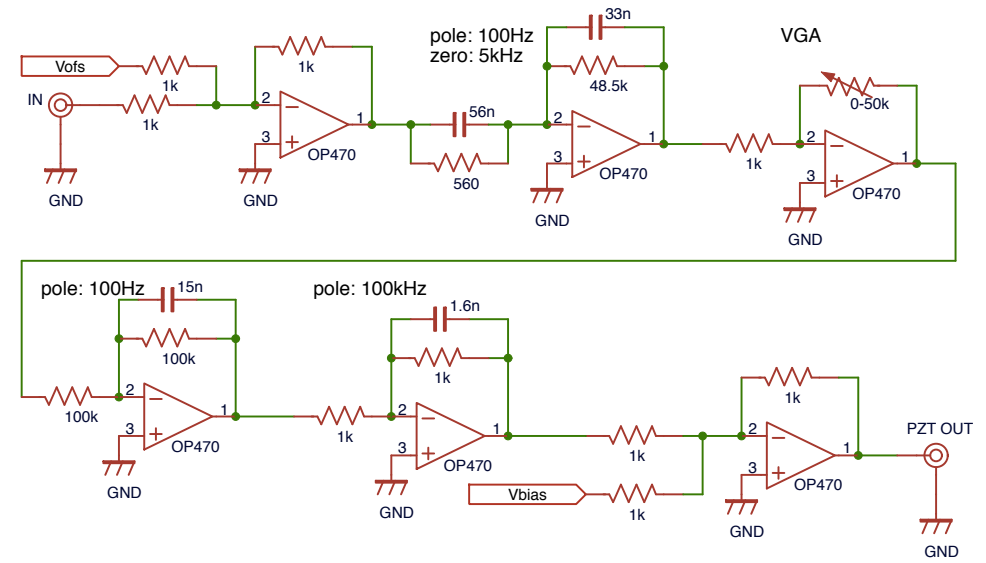 pole: 100Hz
zero: 5kHz
33n
VGA
Vofs
1k
1k
48.5k
0-50k
IN
1k
2
3
1
OP470
56n
560
2
3
1
OP470
1k
2
3
1
OP470
GND
GND
GND
GND
pole: 100Hz
15n
pole: 100kHz
1.6n
100k
1k
1k
100k
2
3
1
OP470
1k
2
3
1
OP470
1k
2
3
1
OP470
PZT OUT
Vbias
1k
GND
GND
GND
GND